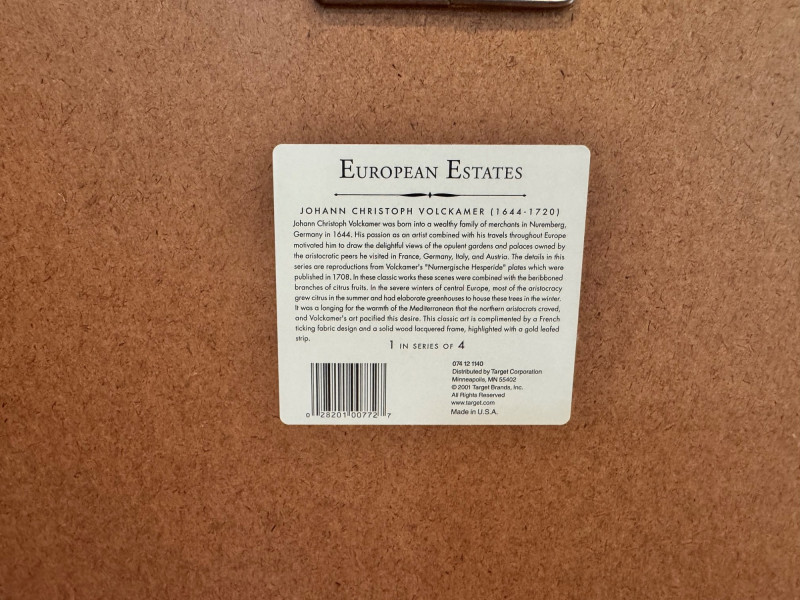 EUROPEAN ESTATES
JOHANN CHRISTOPH VOLCKAMER (1644-1720)
Johann Christoph Volckamer was born into a wealthy family of merchants in Nuremberg,
Germany in 1644. His passion as an artist combined with his travels throughout Europe
motivated him to draw the delightful views of the opulent gardens and palaces owned by
the aristocratic peers he visited in France, Germany, Italy, and Austria. The details in this
series are reproductions from Volckamer's "Nurnergische Hesperide" plates which were
published in 1708. In these classic works these scenes were combined with the beribboned
branches of citrus fruits. In the severe winters of central Europe, most of the aristocracy
grew citrus in the summer and had elaborate greenhouses to house these trees in the winter.
It was a longing for the warmth of the Mediterranean that the northern aristocrats craved,
and Volckamer's art pacified this desire. This classic art is complimented by a French
ticking fabric design and a solid wood lacquered frame, highlighted with a gold leafed
strip.
1 IN SERIES OF 4
074 12 1140
Distributed by Target Corporation
Minneapolis, MN 55402
© 2001 Target Brands, Inc.
All Rights Reserved
www.target.com
Made in U.S.A.
0 28201 00772 7